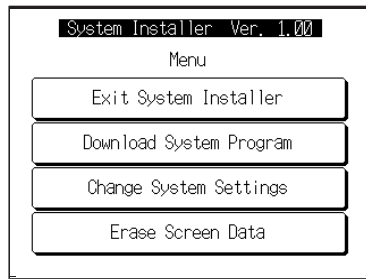 System Installer Ver. 1.00
Menu
Exit System Installer
Download System Program
Change System Settings
Erase Screen Data